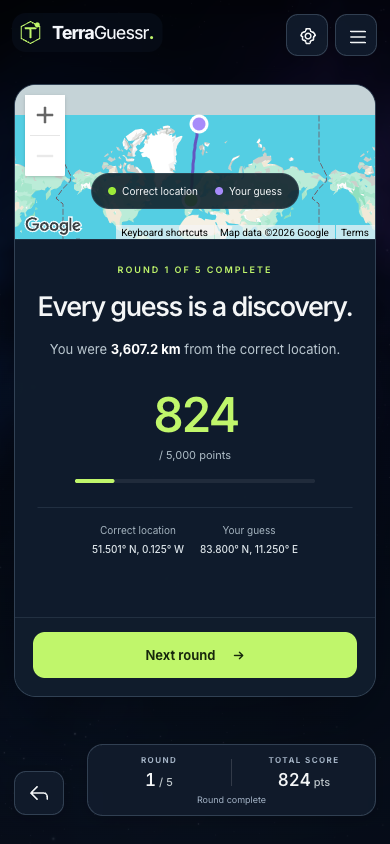 TerraGuessr.
Correct location
Your guess
Google
Keyboard shortcuts
Map data ©2026 Google
Terms
ROUND 1 OF 5 COMPLETE
Every guess is a discovery.
You were 3,607.2 km from the correct location.
824
/ 5,000 points
Correct location
51.501° N, 0.125° W
Your guess
83.800° N, 11.250° E
Next round →
ROUND
1 / 5
TOTAL SCORE
824 pts
Round complete